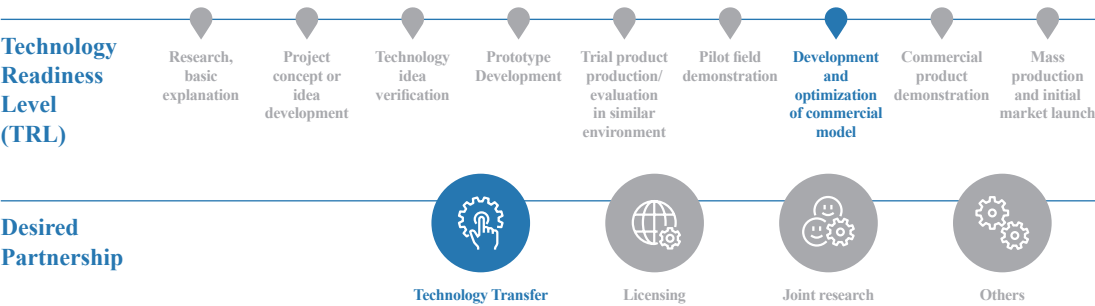 Technology
Readiness
Level
(TRL)
Research,
basic
explanation
Project
concept or
idea
development
Technology
idea
verification
Prototype
Development
Trial product
production/
evaluation
in similar
environment
Pilot field
demonstration
Development
and
optimization
of commercial
model
Commercial
product
demonstration
Mass
production
and initial
market launch
Desired
Partnership
Technology Transfer
Licensing
Joint research
Others